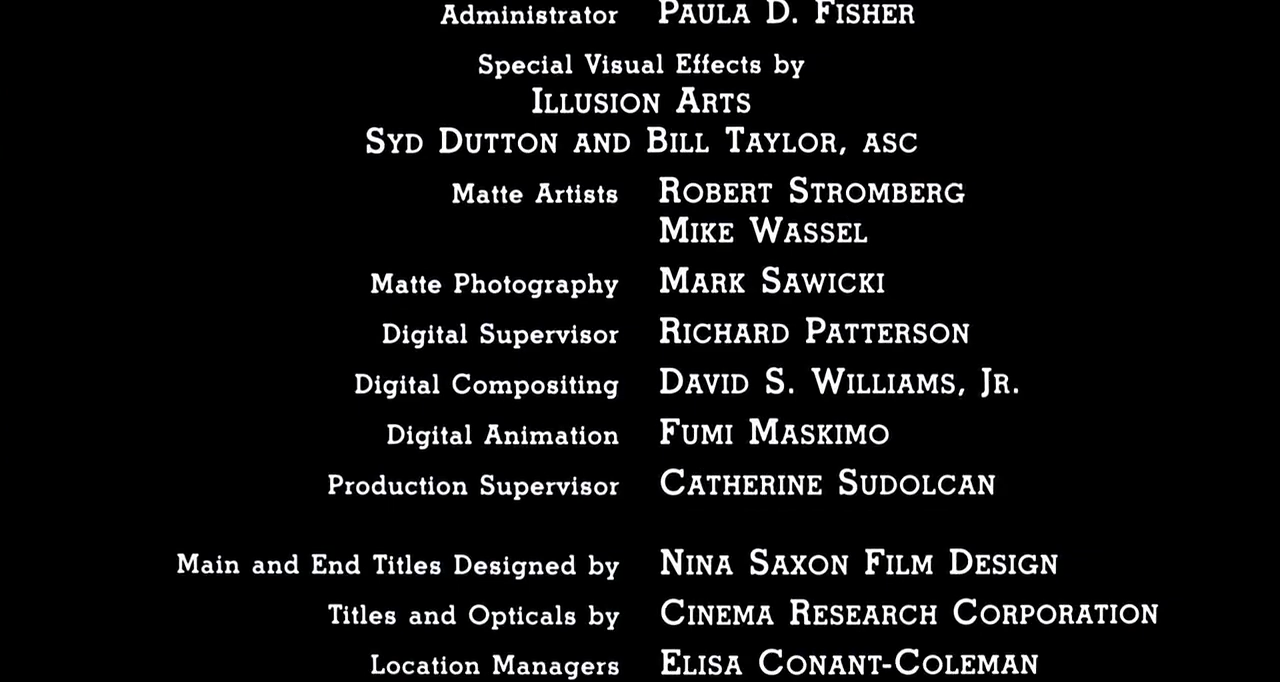 Administrator PAULA D. FISHER
Special Visual Effects by
ILLUSION ARTS
SYD DUTTON AND BILL TAYLOR, ASC
Matte Artists ROBERT STROMBERG
MIKE WASSEL
Matte Photography MARK SAWICKI
Digital Supervisor RICHARD PATTERSON
Digital Compositing DAVID S. WILLIAMS, JR.
Digital Animation FUMI MASKIMO
Production Supervisor CATHERINE SUDOLCAN
Main and End Titles Designed by NINA SAXON FILM DESIGN
Titles and Opticals by CINEMA RESEARCH CORPORATION
Location Managers ELISA CONANT-COLEMAN